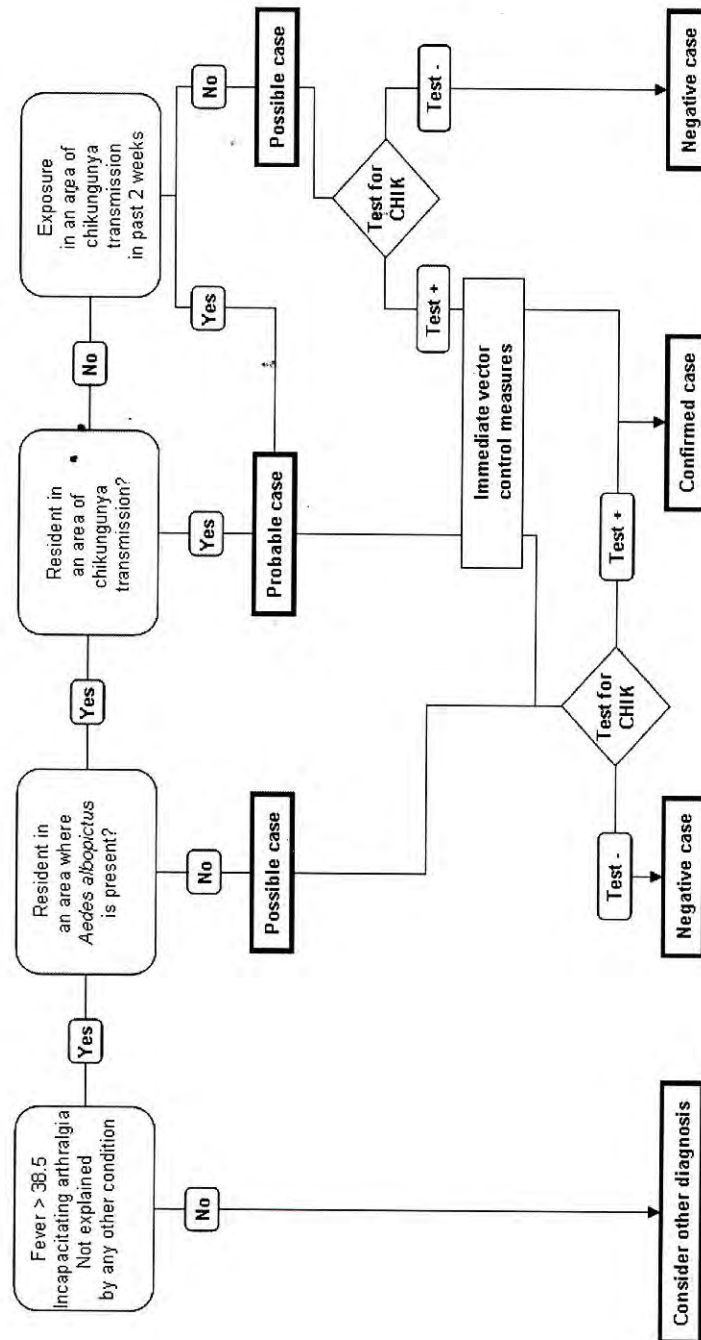 Fever > 38.5
Incapacitating arthralgia
Not explained
by any other condition
Yes
No
Resident in
an area where
Aedes albopictus
is present?
Yes
No
Resident in
an area of
chikungunya
transmission?
No
Yes
Exposure
in an area of
chikungunya
transmission
in past 2 weeks
Yes
No
Possible case
Probable case
Possible case
Test for
CHIK
Test +
Test -
Immediate vector
control measures
Test for
CHIK
Test -
Test +
Consider other diagnosis
Negative case
Confirmed case
Negative case